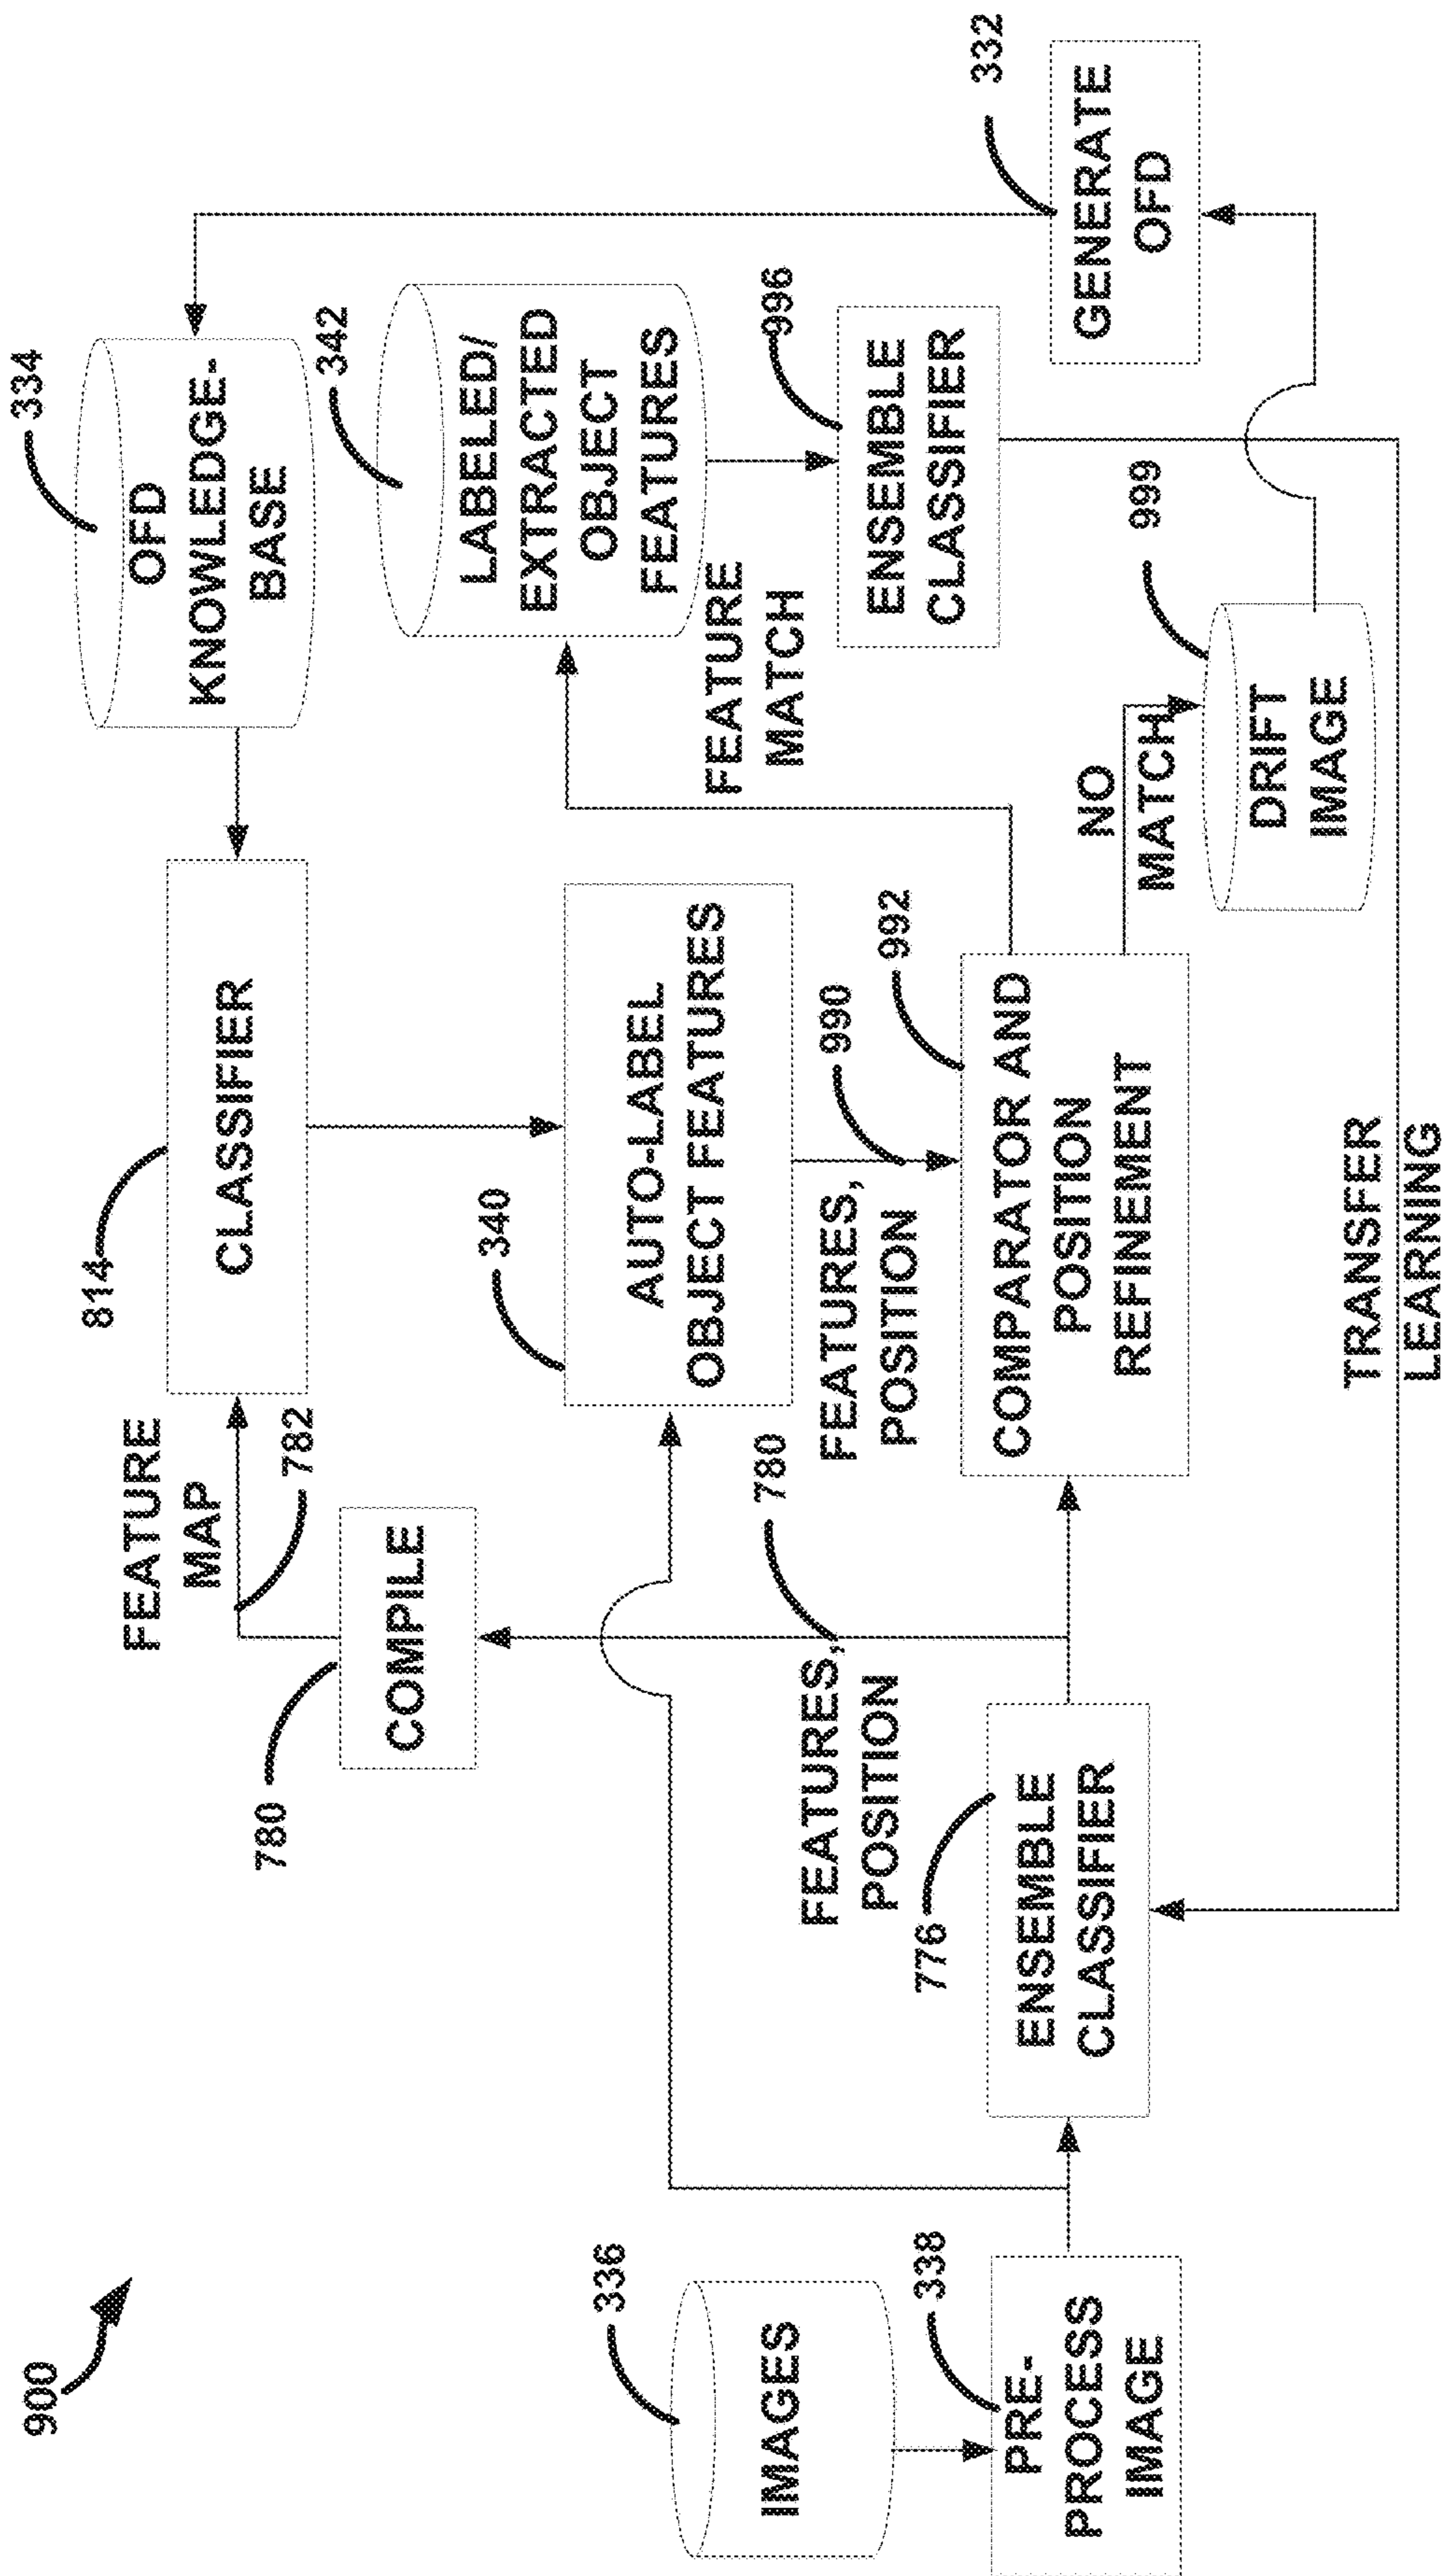 900
334
OFD
KNOWLEDGE-
BASE
332
GENERATE
OFD
342
LABELED/
EXTRACTED
OBJECT
FEATURES
FEATURE
MATCH
996
ENSEMBLE
CLASSIFIER
999
DRIFT
IMAGE
NO
MATCH
814
CLASSIFIER
FEATURE
MAP
782
340
AUTO-LABEL
OBJECT FEATURES
780
COMPILE
FEATURES,
POSITION
990
992
COMPARATOR AND
POSITION
REFINEMENT
780
FEATURES,
POSITION
776
ENSEMBLE
CLASSIFIER
TRANSFER
LEARNING
336
IMAGES
338
PRE-
PROCESS
IMAGE